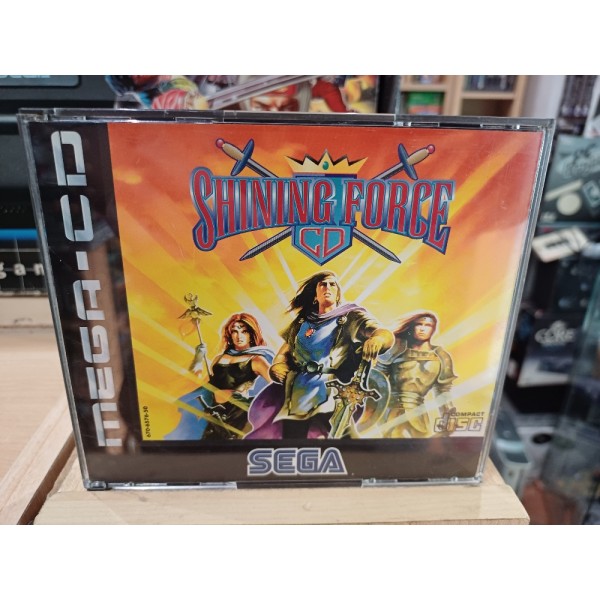 MEGA-CD
SHINING FORCE
CD
COMPACT
DISC
SEGA